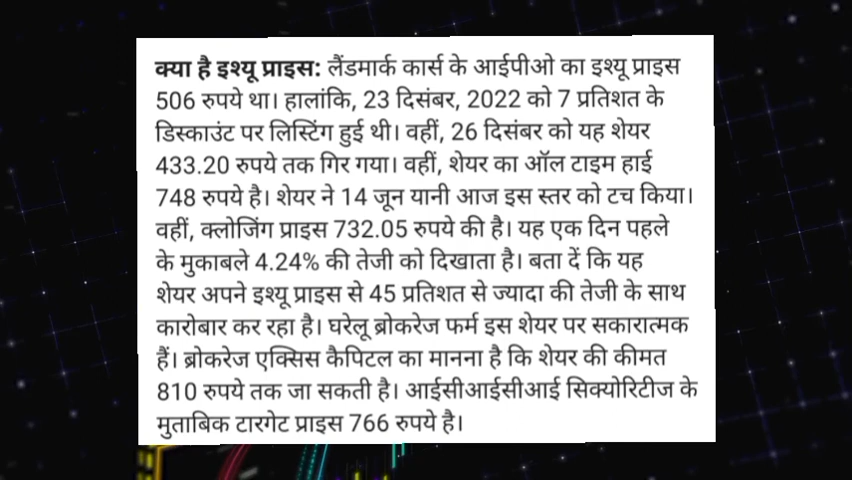 क्या है इश्यू प्राइस: लैंडमार्क कार्स के आईपीओ का इश्यू प्राइस
506 रुपये था। हालांकि, 23 दिसंबर, 2022 को 7 प्रतिशत के
डिस्काउंट पर लिस्टिंग हुई थी। वहीं, 26 दिसंबर को यह शेयर
433.20 रुपये तक गिर गया। वहीं, शेयर का ऑल टाइम हाई
748 रुपये है। शेयर ने 14 जून यानी आज इस स्तर को टच किया।
वहीं, क्लोजिंग प्राइस 732.05 रुपये की है। यह एक दिन पहले
के मुकाबले 4.24% की तेजी को दिखाता है। बता दें कि यह
शेयर अपने इश्यू प्राइस से 45 प्रतिशत से ज्यादा की तेजी के साथ
कारोबार कर रहा है। घरेलू ब्रोकरेज फर्म इस शेयर पर सकारात्मक
हैं। ब्रोकरेज एक्सिस कैपिटल का मानना है कि शेयर की कीमत
810 रुपये तक जा सकती है। आईसीआईसीआई सिक्योरिटीज के
मुताबिक टारगेट प्राइस 766 रुपये है।